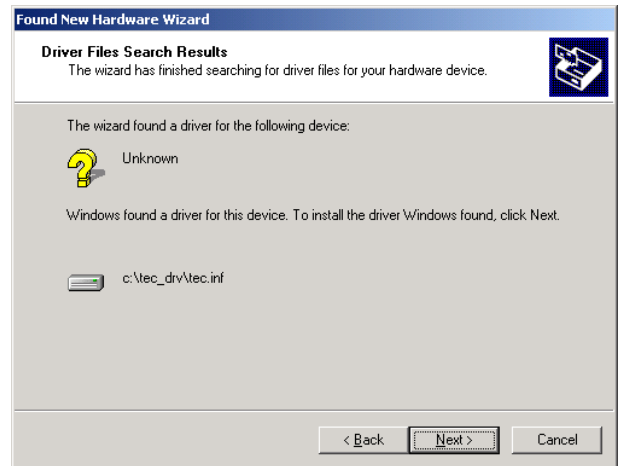 Found New Hardware Wizard
Driver Files Search Results
The wizard has finished searching for driver files for your hardware device.
The wizard found a driver for the following device:
Unknown
Windows found a driver for this device. To install the driver Windows found, click Next.
c:\tec_drv\tec.inf
< Back Next > Cancel